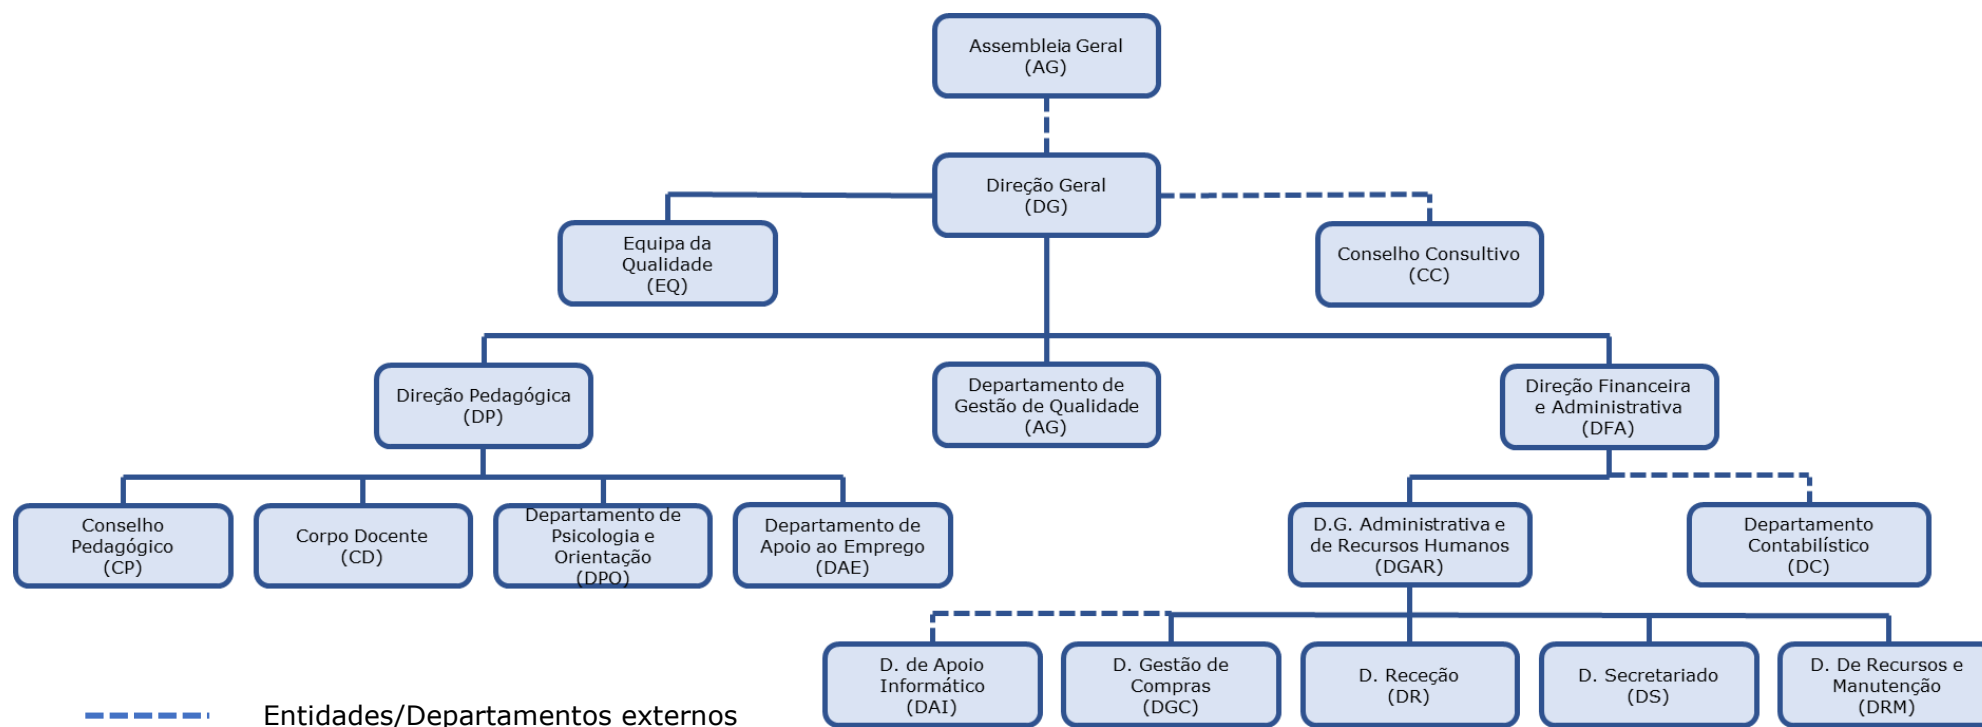 Assembleia Geral
(AG)
Direção Geral
(DG)
Equipa da
Qualidade
(EQ)
Conselho Consultivo
(CC)
Direção Pedagógica
(DP)
Departamento de
Gestão de Qualidade
(AG)
Direção Financeira
e Administrativa
(DFA)
Conselho
Pedagógico
(CP)
Corpo Docente
(CD)
Departamento de
Psicologia e
Orientação
(DPO)
Departamento de
Apoio ao Emprego
(DAE)
D.G. Administrativa e
de Recursos Humanos
(DGAR)
Departamento
Contabilístico
(DC)
D. de Apoio
Informático
(DAI)
D. Gestão de
Compras
(DGC)
D. Receção
(DR)
D. Secretariado
(DS)
D. De Recursos e
Manutenção
(DRM)
Entidades/Departamentos externos